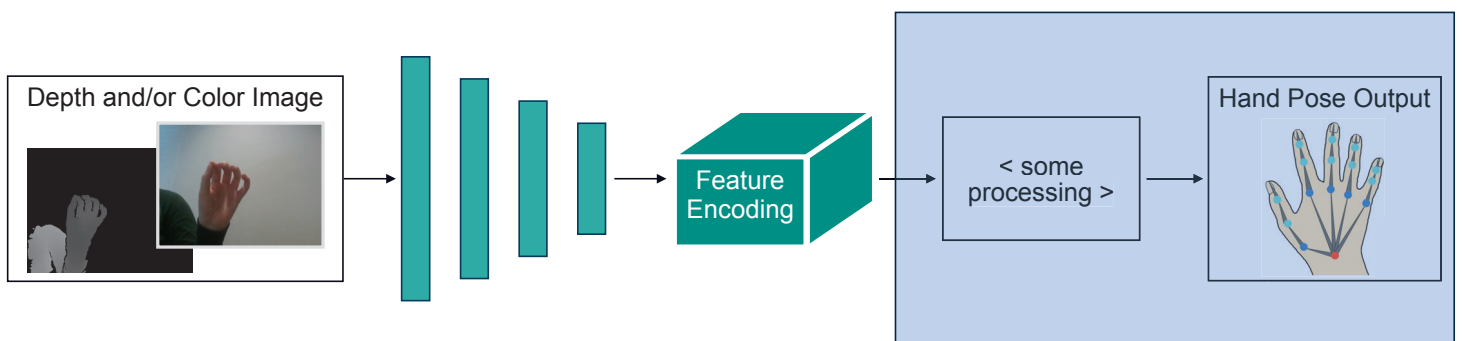 Depth and/or Color Image
Feature
Encoding
< some
processing >
Hand Pose Output